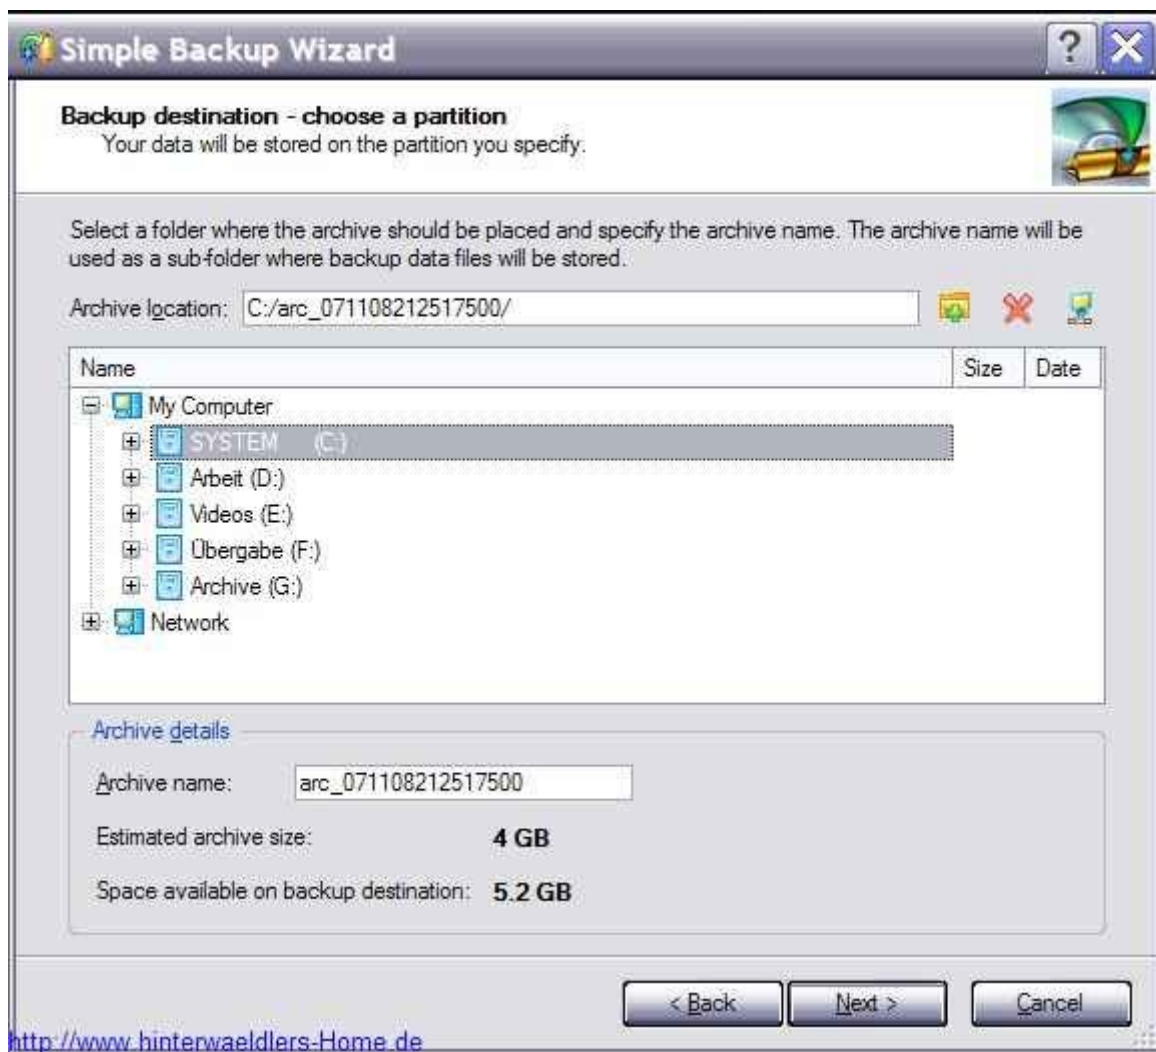 Simple Backup Wizard
Backup destination - choose a partition
Your data will be stored on the partition you specify.
Select a folder where the archive should be placed and specify the archive name. The archive name will be
used as a sub-folder where backup data files will be stored.
Archive location: C:/arc_071108212517500/
Name Size Date
My Computer
SYSTEM (C:)
Arbeit (D:)
Videos (E:)
Übergabe (F:)
Archive (G:)
Network
Archive details
Archive name: arc_071108212517500
Estimated archive size: 4 GB
Space available on backup destination: 5.2 GB
< Back Next > Cancel
http://www.hinterwaeldlers-Home.de